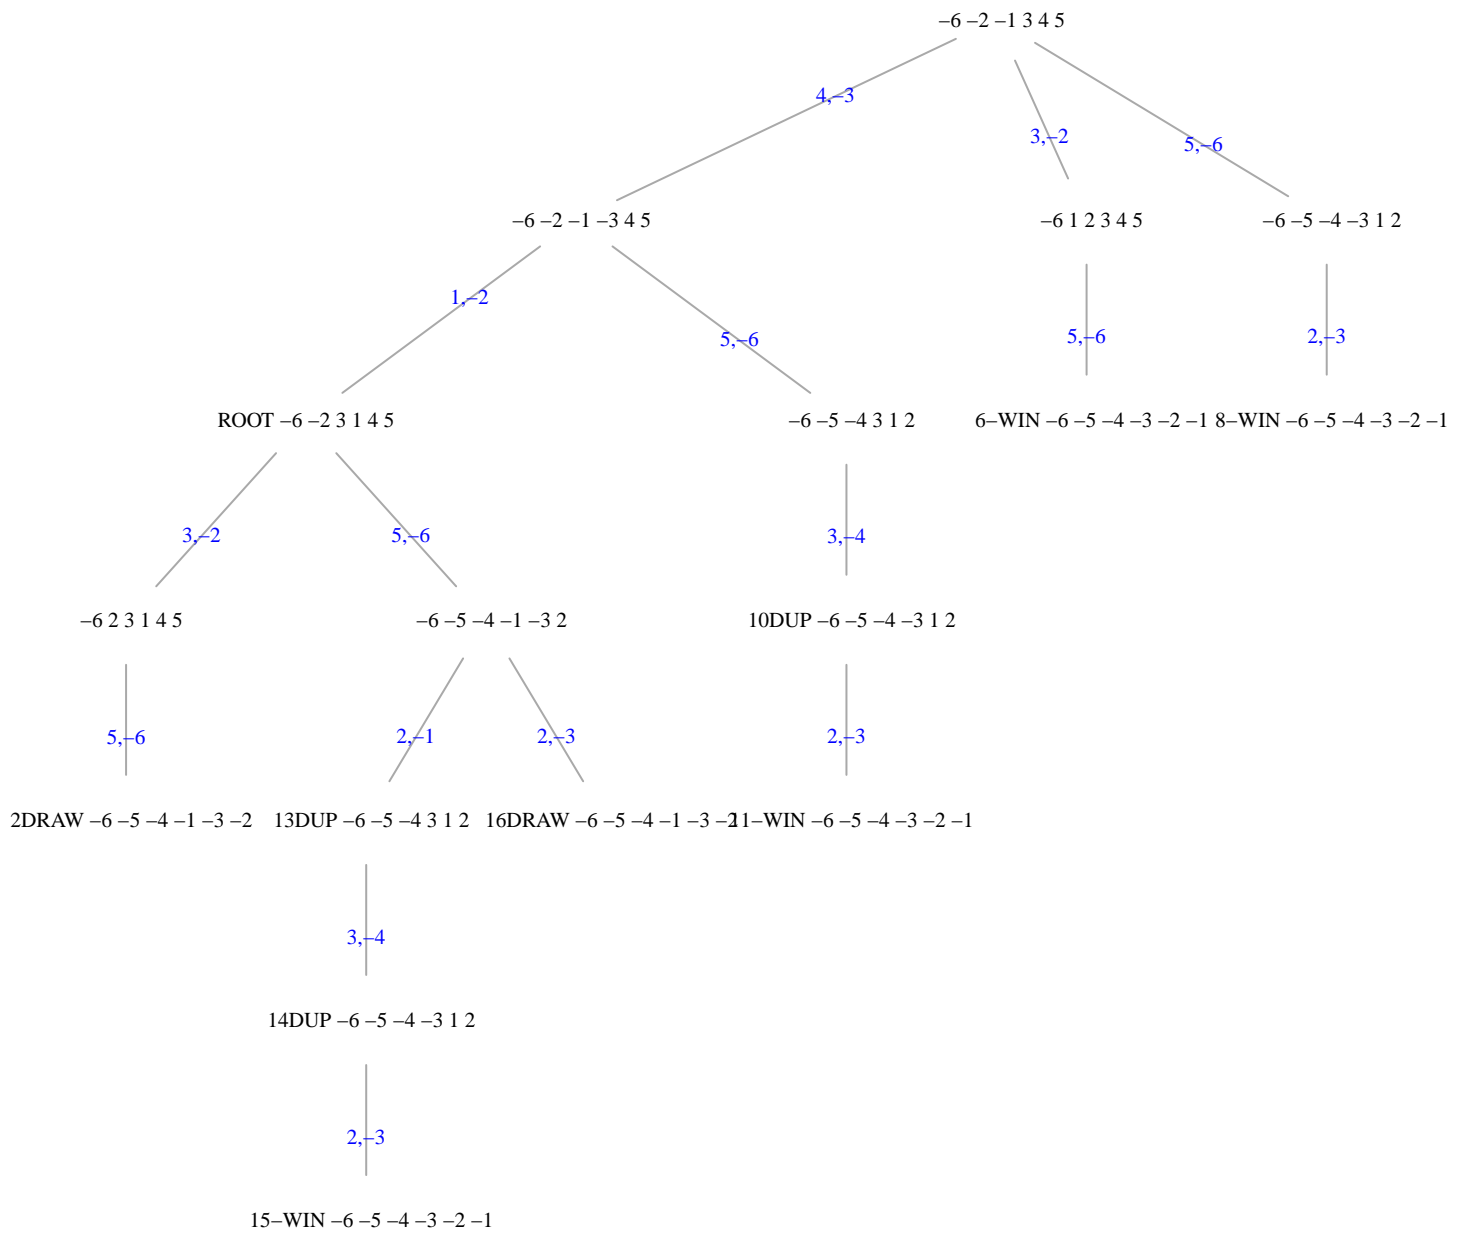 –6 –2 –1 3 4 5
4,–3
3,–2
5,–6
–6 –2 –1 –3 4 5
–6 1 2 3 4 5
–6 –5 –4 –3 1 2
1,–2
5,–6
5,–6
2,–3
ROOT –6 –2 3 1 4 5
–6 –5 –4 3 1 2
6–WIN –6 –5 –4 –3 –2 –1
8–WIN –6 –5 –4 –3 –2 –1
3,–2
5,–6
3,–4
–6 2 3 1 4 5
–6 –5 –4 –1 –3 2
10DUP –6 –5 –4 –3 1 2
5,–6
2,–1
2,–3
2,–3
2DRAW –6 –5 –4 –1 –3 –2
13DUP –6 –5 –4 3 1 2
16DRAW –6 –5 –4 –1 –3 –2
11–WIN –6 –5 –4 –3 –2 –1
3,–4
14DUP –6 –5 –4 –3 1 2
2,–3
15–WIN –6 –5 –4 –3 –2 –1